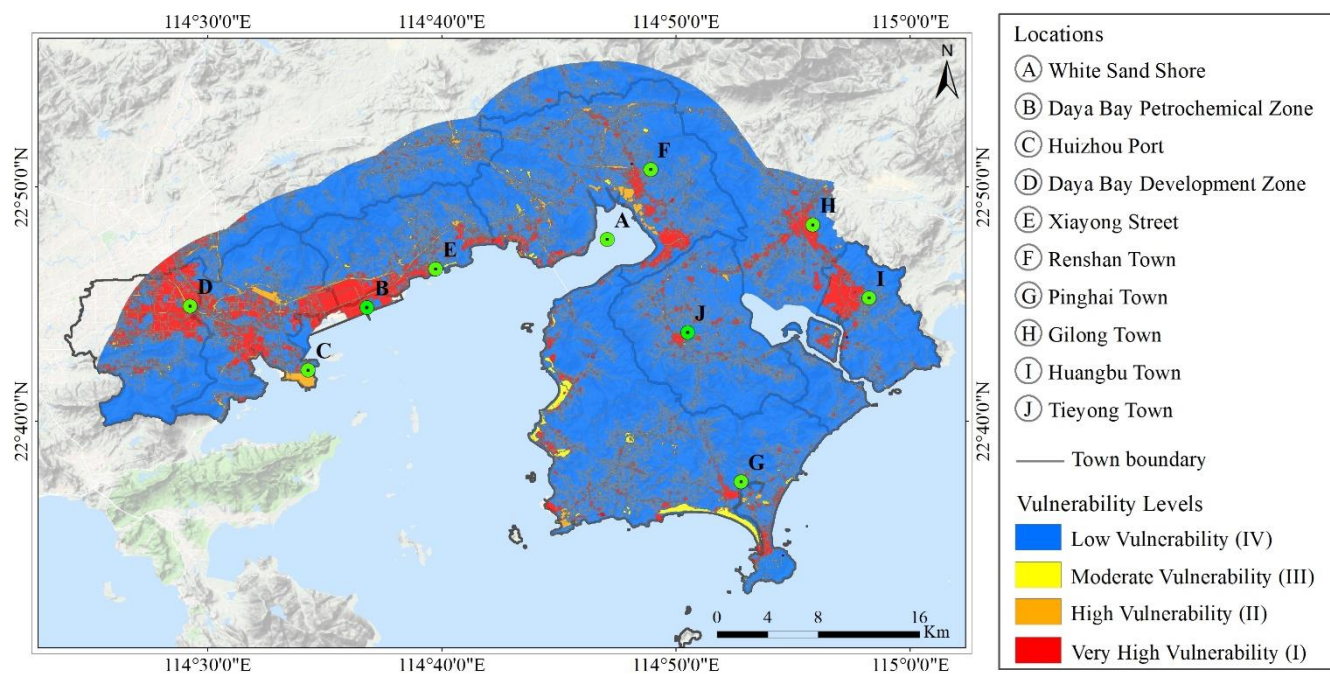 114°30'0"E
114°40'0"E
114°50'0"E
115°0'0"E
N
22°50'0"N
22°50'0"N
22°40'0"N
22°40'0"N
F
A
H
E
I
D
B
J
C
G
0 4 8 16
Km
114°30'0"E
114°40'0"E
114°50'0"E
115°0'0"E
Locations
A White Sand Shore
B Daya Bay Petrochemical Zone
C Huizhou Port
D Daya Bay Development Zone
E Xiayong Street
F Renshan Town
G Pinghai Town
H Gilong Town
I Huangbu Town
J Tieyong Town
Town boundary
Vulnerability Levels
Low Vulnerability (IV)
Moderate Vulnerability (III)
High Vulnerability (II)
Very High Vulnerability (I)